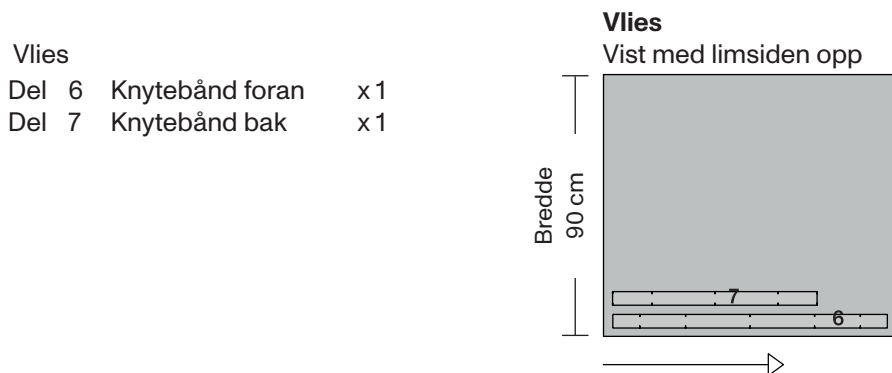 Vlies
Del 6 Knytebånd foran x 1
Del 7 Knytebånd bak x 1
Vlies
Vist med limsiden opp
Bredde
90 cm
7
6